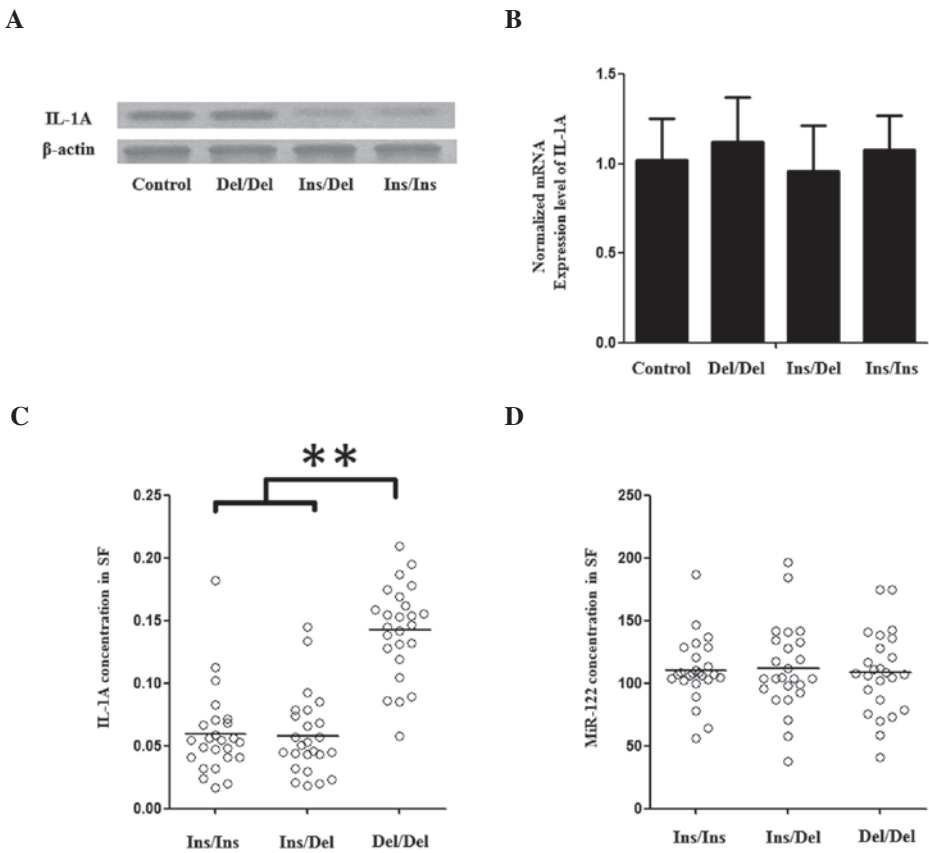 A
IL-1A
β-actin
Control Del/Del Ins/Del Ins/Ins
B
Normalized mRNA
Expression level of IL-1A
1.5
1.0
0.5
0.0
Control Del/Del Ins/Del Ins/Ins
C
**
IL-1A concentration in SF
0.25
0.20
0.15
0.10
0.05
0.00
Ins/Ins Ins/Del Del/Del
D
MiR-122 concentration in SF
250
200
150
100
50
0
Ins/Ins Ins/Del Del/Del